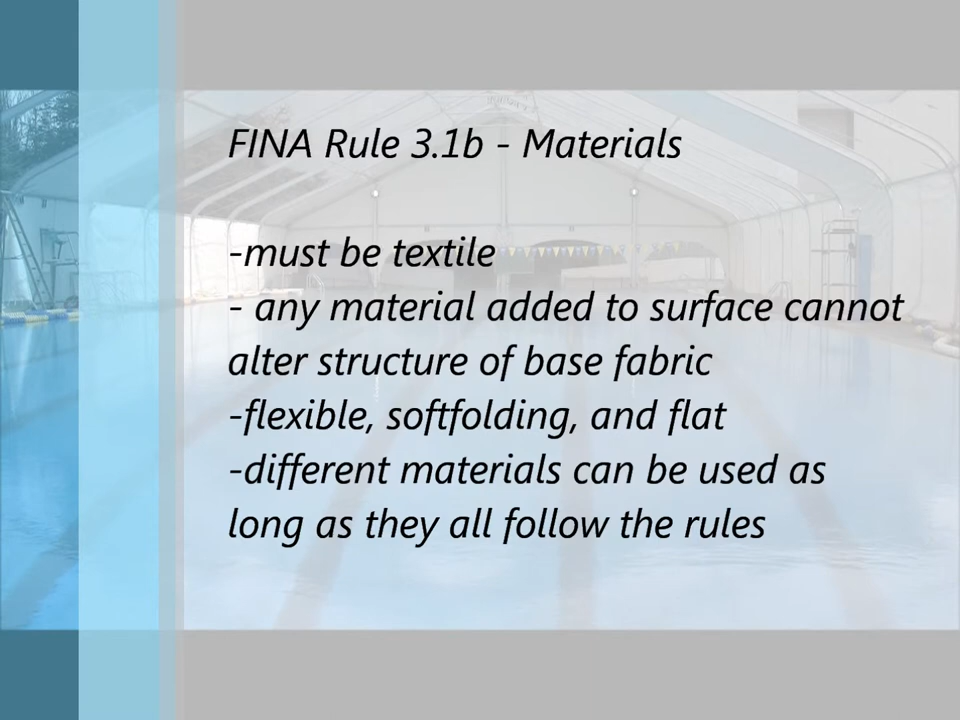 FINA Rule 3.1b - Materials
-must be textile
- any material added to surface cannot
alter structure of base fabric
-flexible, softfolding, and flat
-different materials can be used as
long as they all follow the rules